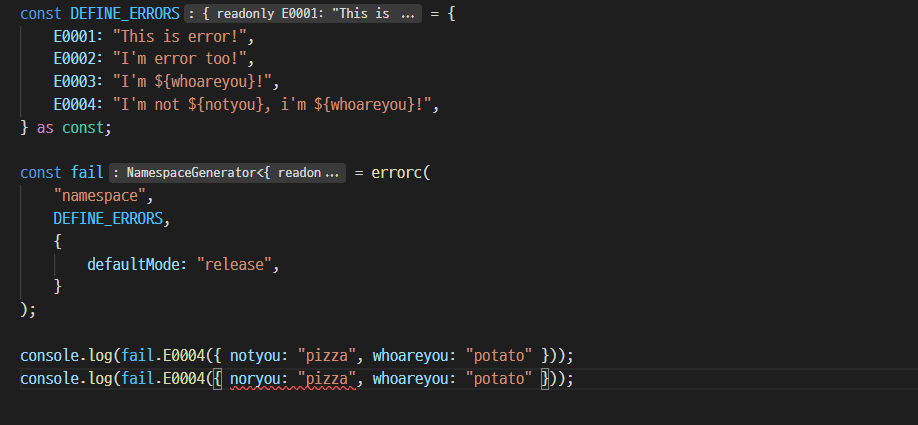 const DEFINE_ERRORS : { readonly E0001: "This is ... = {
    E0001: "This is error!",
    E0002: "I'm error too!",
    E0003: "I'm ${whoareyou}!",
    E0004: "I'm not ${notyou}, i'm ${whoareyou}!",
} as const;
const fail : NamespaceGenerator<{ readon... = errorc(
    "namespace",
    DEFINE_ERRORS,
    {
        defaultMode: "release",
    }
);
console.log(fail.E0004({ notyou: "pizza", whoareyou: "potato" }));
console.log(fail.E0004({ noryou: "pizza", whoareyou: "potato" }));